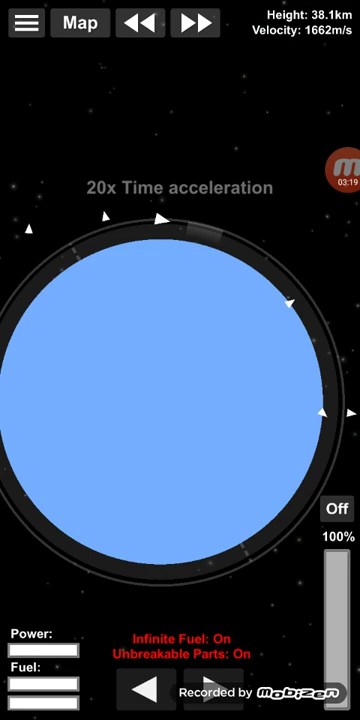 Map
Height: 38.1km
Velocity: 1662m/s
03:19
20x Time acceleration
Off
100%
Power:
Fuel:
Infinite Fuel: On
Unbreakable Parts: On
Recorded by mobizen